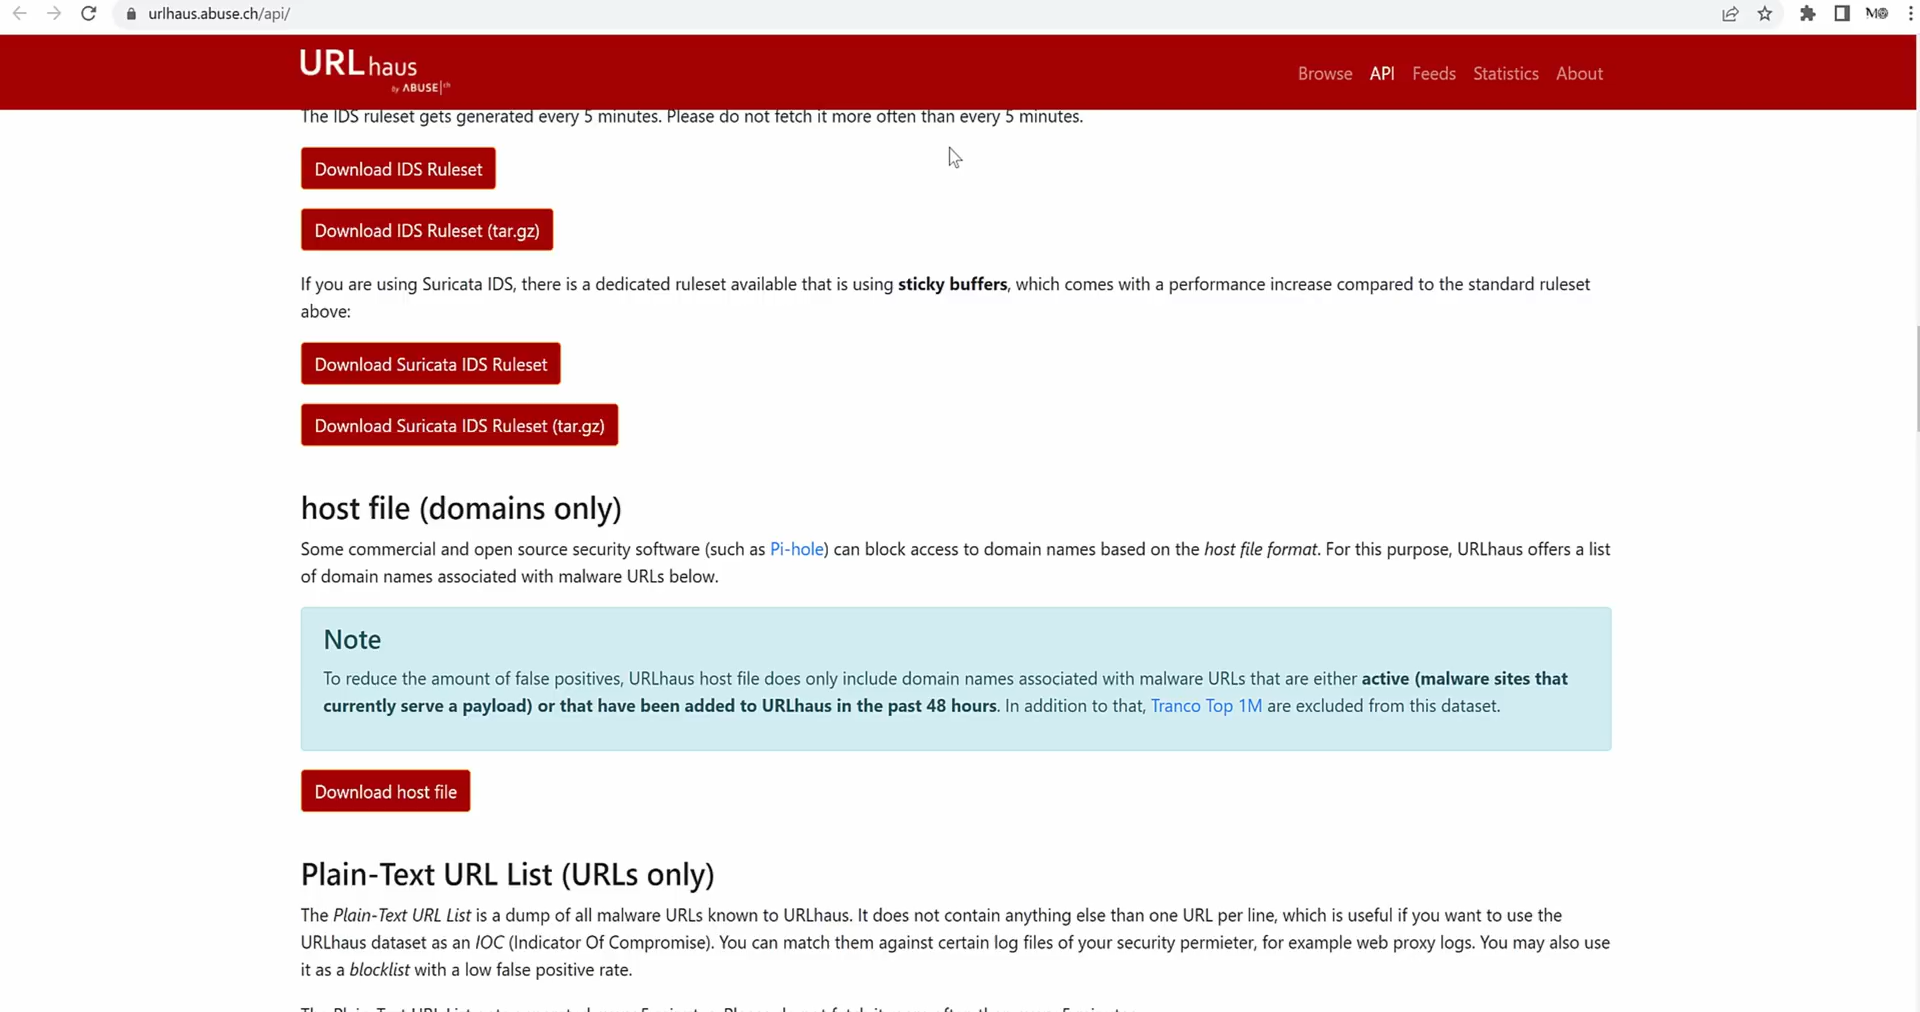 urlhaus.abuse.ch/api/
URLhaus
by ABUSE|ch
Browse API Feeds Statistics About
The IDS ruleset gets generated every 5 minutes. Please do not fetch it more often than every 5 minutes.
Download IDS Ruleset
Download IDS Ruleset (tar.gz)
If you are using Suricata IDS, there is a dedicated ruleset available that is using sticky buffers, which comes with a performance increase compared to the standard ruleset
above:
Download Suricata IDS Ruleset
Download Suricata IDS Ruleset (tar.gz)
host file (domains only)
Some commercial and open source security software (such as Pi-hole) can block access to domain names based on the host file format. For this purpose, URLhaus offers a list
of domain names associated with malware URLs below.
Note
To reduce the amount of false positives, URLhaus host file does only include domain names associated with malware URLs that are either active (malware sites that
currently serve a payload) or that have been added to URLhaus in the past 48 hours. In addition to that, Tranco Top 1M are excluded from this dataset.
Download host file
Plain-Text URL List (URLs only)
The Plain-Text URL List is a dump of all malware URLs known to URLhaus. It does not contain anything else than one URL per line, which is useful if you want to use the
URLhaus dataset as an IOC (Indicator Of Compromise). You can match them against certain log files of your security permieter, for example web proxy logs. You may also use
it as a blocklist with a low false positive rate.